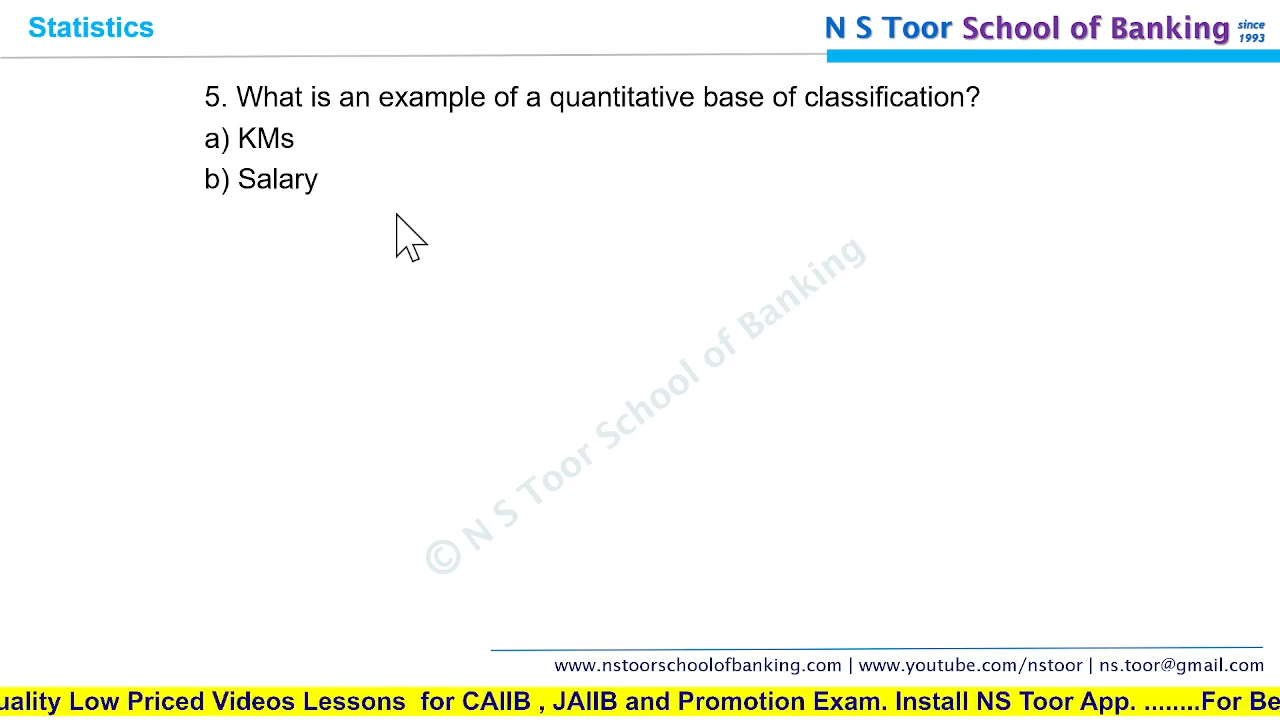 Statistics
N S Toor School of Banking since 1993
5. What is an example of a quantitative base of classification?
a) KMs
b) Salary
© N S Toor School of Banking
www.nstoorschoolofbanking.com | www.youtube.com/nstoor | ns.toor@gmail.com
uality Low Priced Videos Lessons for CAIIB , JAIIB and Promotion Exam. Install NS Toor App. ........For Be